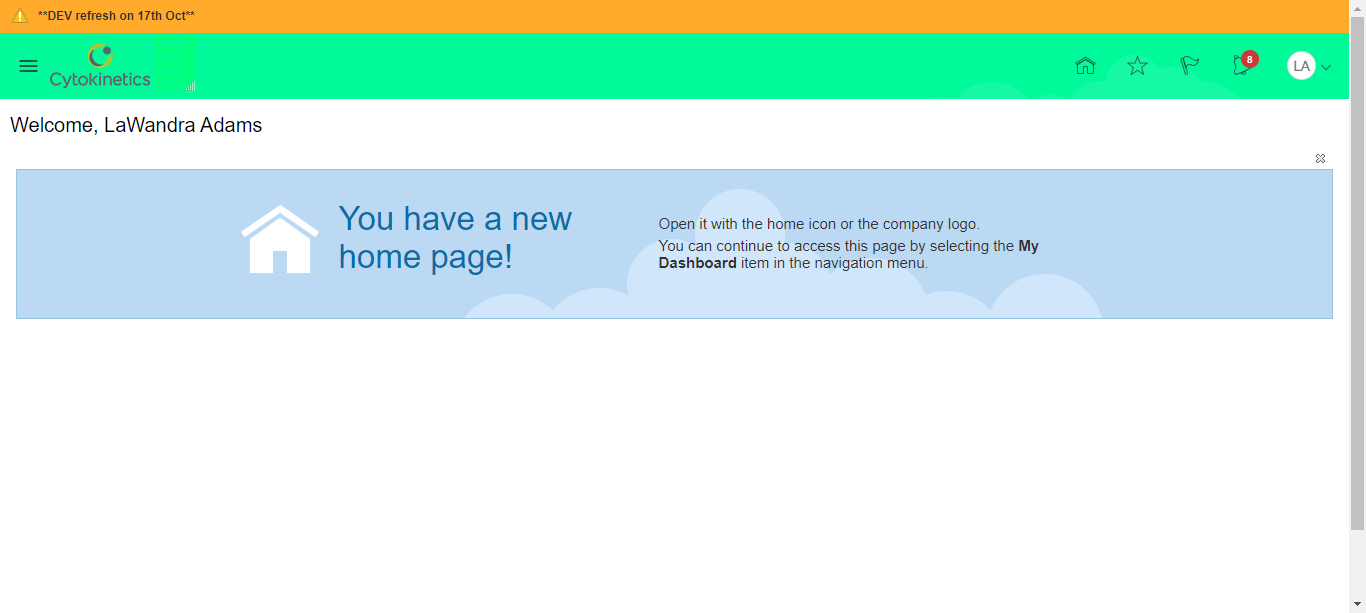 **DEV refresh on 17th Oct**
Cytokinetics
8
LA
Welcome, LaWandra Adams
You have a new
home page!
Open it with the home icon or the company logo.
You can continue to access this page by selecting the My
Dashboard item in the navigation menu.